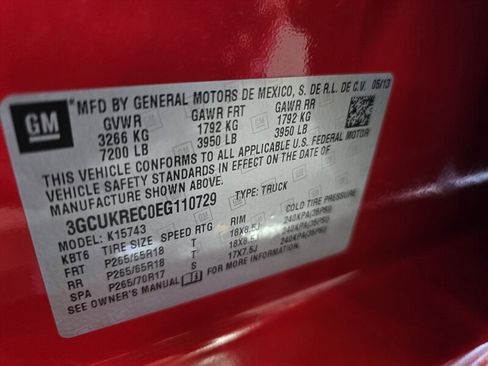 GM
*MFD BY GENERAL MOTORS DE MEXICO, S. DE R.L. DE C.V. 05/13
GVWR GAWR FRT GAWR RR
3266 KG 1792 KG 1792 KG
7200 LB 3950 LB 3950 LB
THIS VEHICLE CONFORMS TO ALL APPLICABLE U.S. FEDERAL MOTOR
VEHICLE SAFETY STANDARDS IN EFFECT ON THE DATE OF
MANUFACTURE SHOWN ABOVE.
3GCUKREC0EG110729 TYPE: TRUCK
MODEL: K15743
KBT6 TIRE SIZE SPEED RTG RIM COLD TIRE PRESSURE
FRT P265/65R18 T 18X8.5J 240KPA(35PSI)
RR P265/65R18 T 18X8.5J 240KPA(35PSI)
SPA P265/70R17 S 17X7.5J 240KPA(35PSI)
SEE OWNER'S MANUAL FOR MORE INFORMATION.